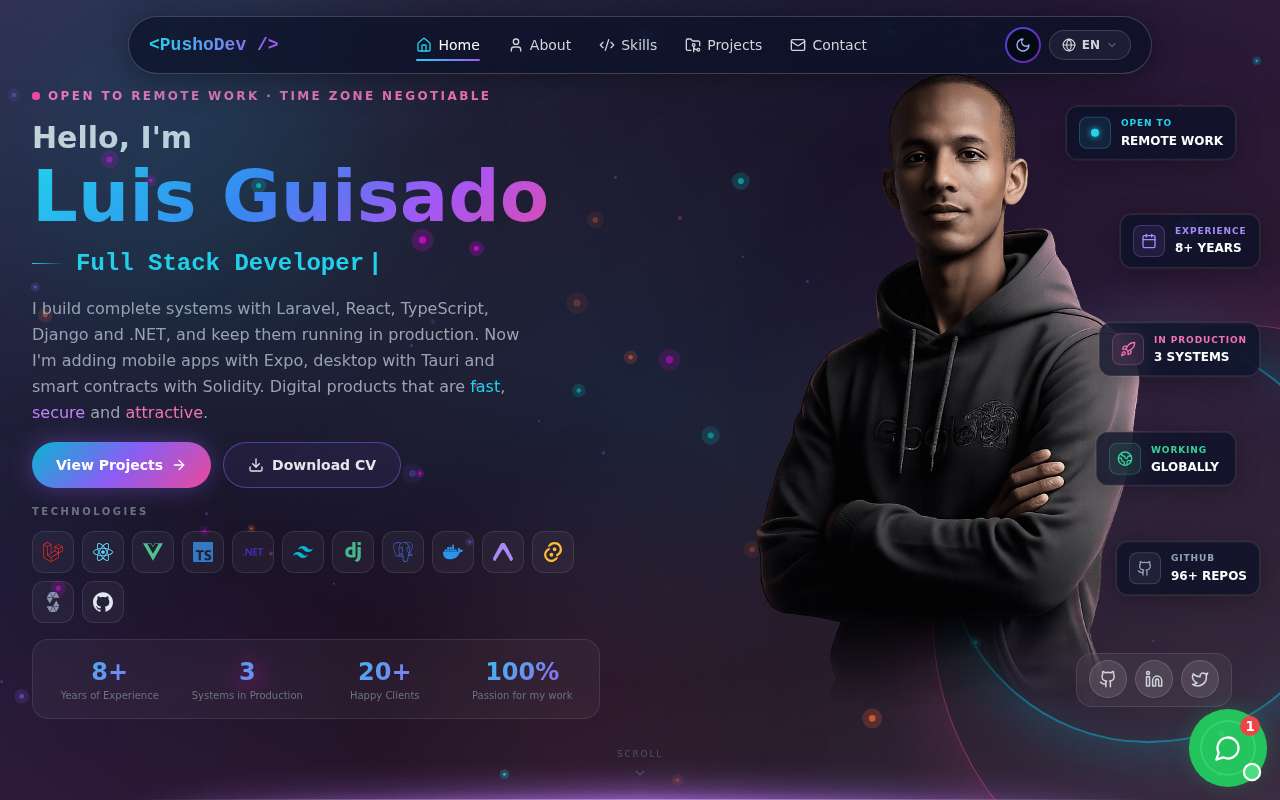 <PushoDev />
Home
About
Skills
Projects
Contact
EN
OPEN TO REMOTE WORK · TIME ZONE NEGOTIABLE
Hello, I'm
Luis Guisado
Full Stack Developer|
I build complete systems with Laravel, React, TypeScript,
Django and .NET, and keep them running in production. Now
I'm adding mobile apps with Expo, desktop with Tauri and
smart contracts with Solidity. Digital products that are fast,
secure and attractive.
View Projects
Download CV
TECHNOLOGIES
TS
.NET
dj
8+
Years of Experience
3
Systems in Production
20+
Happy Clients
100%
Passion for my work
OPEN TO
REMOTE WORK
EXPERIENCE
8+ YEARS
IN PRODUCTION
3 SYSTEMS
WORKING
GLOBALLY
GITHUB
96+ REPOS
SCROLL
1